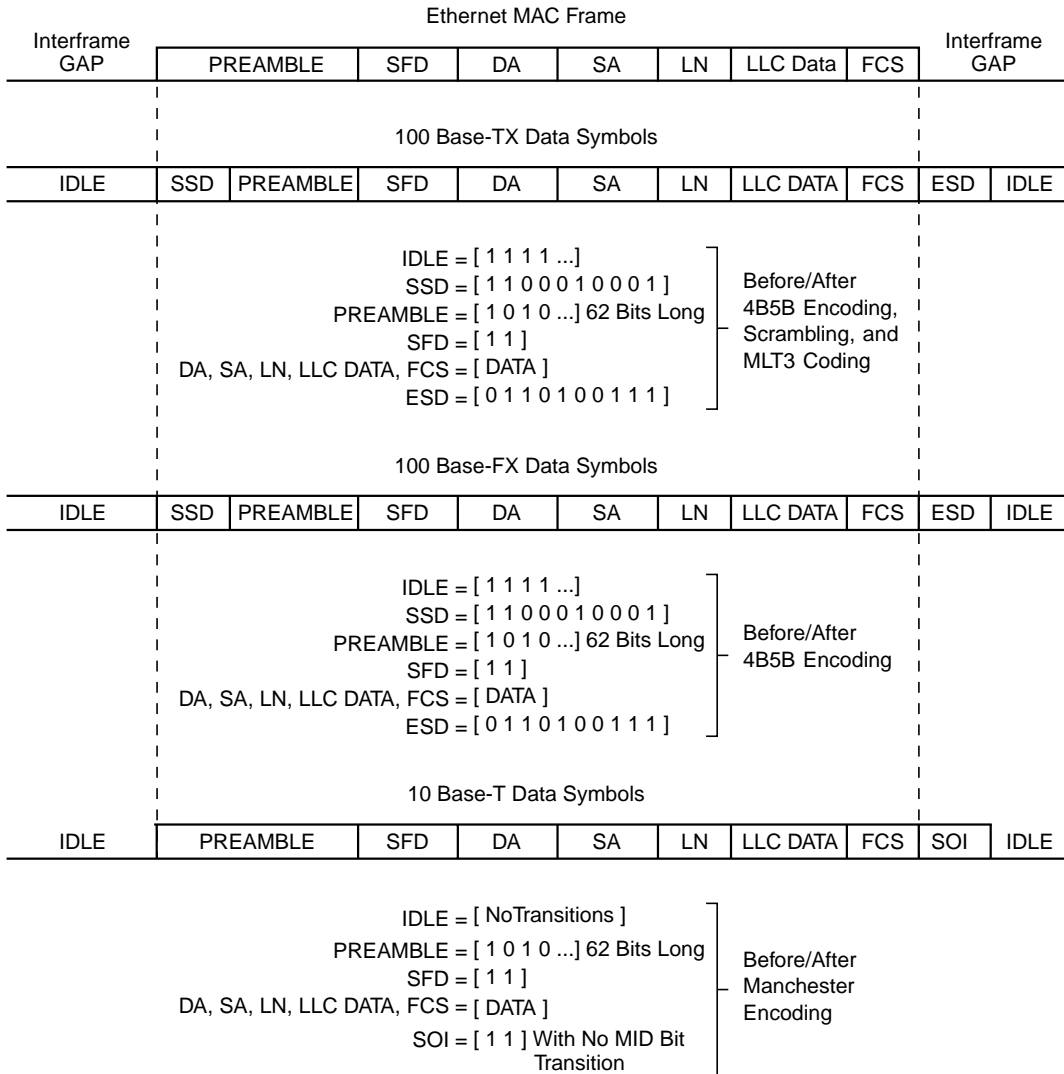 Ethernet MAC Frame
Interframe GAP
PREAMBLE SFD DA SA LN LLC Data FCS
Interframe GAP
100 Base-TX Data Symbols
IDLE SSD PREAMBLE SFD DA SA LN LLC DATA FCS ESD IDLE
IDLE = [ 1 1 1 1 ...]
SSD = [ 1 1 0 0 0 1 0 0 0 1 ]
PREAMBLE = [ 1 0 1 0 ...] 62 Bits Long
SFD = [ 1 1 ]
DA, SA, LN, LLC DATA, FCS = [ DATA ]
ESD = [ 0 1 1 0 1 0 0 1 1 1 ]
Before/After
4B5B Encoding,
Scrambling, and
MLT3 Coding
100 Base-FX Data Symbols
IDLE SSD PREAMBLE SFD DA SA LN LLC DATA FCS ESD IDLE
IDLE = [ 1 1 1 1 ...]
SSD = [ 1 1 0 0 0 1 0 0 0 1 ]
PREAMBLE = [ 1 0 1 0 ...] 62 Bits Long
SFD = [ 1 1 ]
DA, SA, LN, LLC DATA, FCS = [ DATA ]
ESD = [ 0 1 1 0 1 0 0 1 1 1 ]
Before/After
4B5B Encoding
10 Base-T Data Symbols
IDLE PREAMBLE SFD DA SA LN LLC DATA FCS SOI IDLE
IDLE = [ NoTransitions ]
PREAMBLE = [ 1 0 1 0 ...] 62 Bits Long
SFD = [ 1 1 ]
DA, SA, LN, LLC DATA, FCS = [ DATA ]
SOI = [ 1 1 ] With No MID Bit
Transition
Before/After
Manchester
Encoding